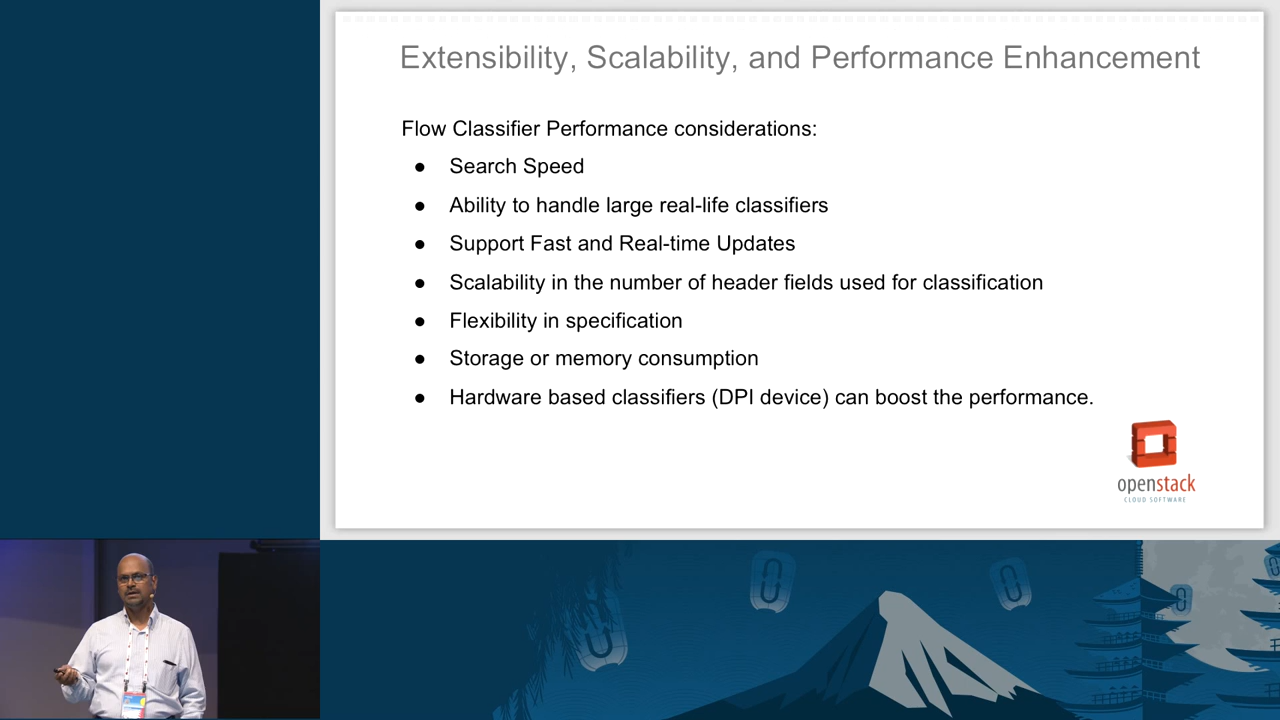 Extensibility, Scalability, and Performance Enhancement
Flow Classifier Performance considerations:
● Search Speed
● Ability to handle large real-life classifiers
● Support Fast and Real-time Updates
● Scalability in the number of header fields used for classification
● Flexibility in specification
● Storage or memory consumption
● Hardware based classifiers (DPI device) can boost the performance.
openstack
CLOUD SOFTWARE